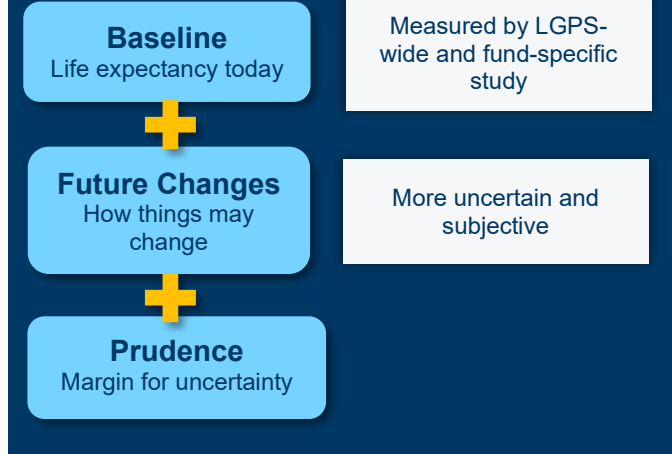 Baseline
Life expectancy today
Measured by LGPS-
wide and fund-specific
study
Future Changes
How things may
change
More uncertain and
subjective
Prudence
Margin for uncertainty